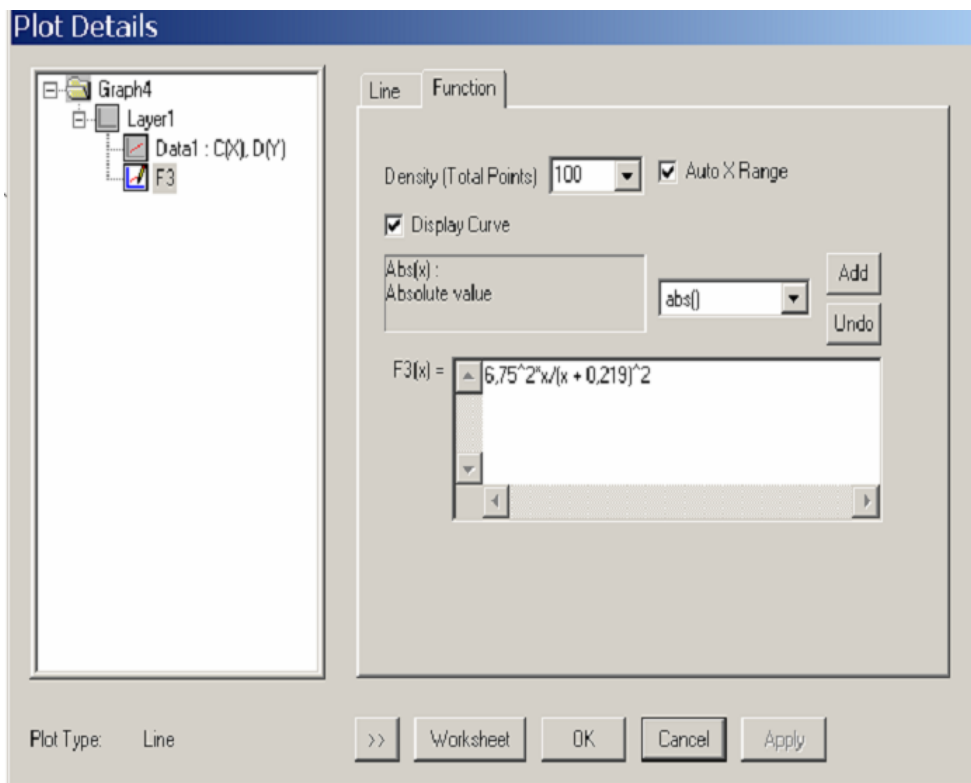 Plot Details
Graph4
Layer1
Data1 : C(X), D(Y)
F3
Line
Function
Density (Total Points)
100
Auto X Range
Display Curve
Abs(x) :
Absolute value
abs()
Add
Undo
F3(x) =
6,75^2*x/(x + 0,219)^2
Plot Type: Line
>>
Worksheet
OK
Cancel
Apply